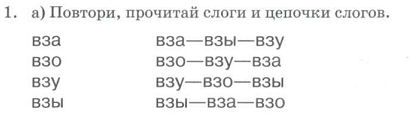 1. а) Повтори, прочитай слоги и цепочки слогов.
вза вза—взы—взу
взо взо—взу—вза
взу взу—взо—взы
взы взы—вза—взо